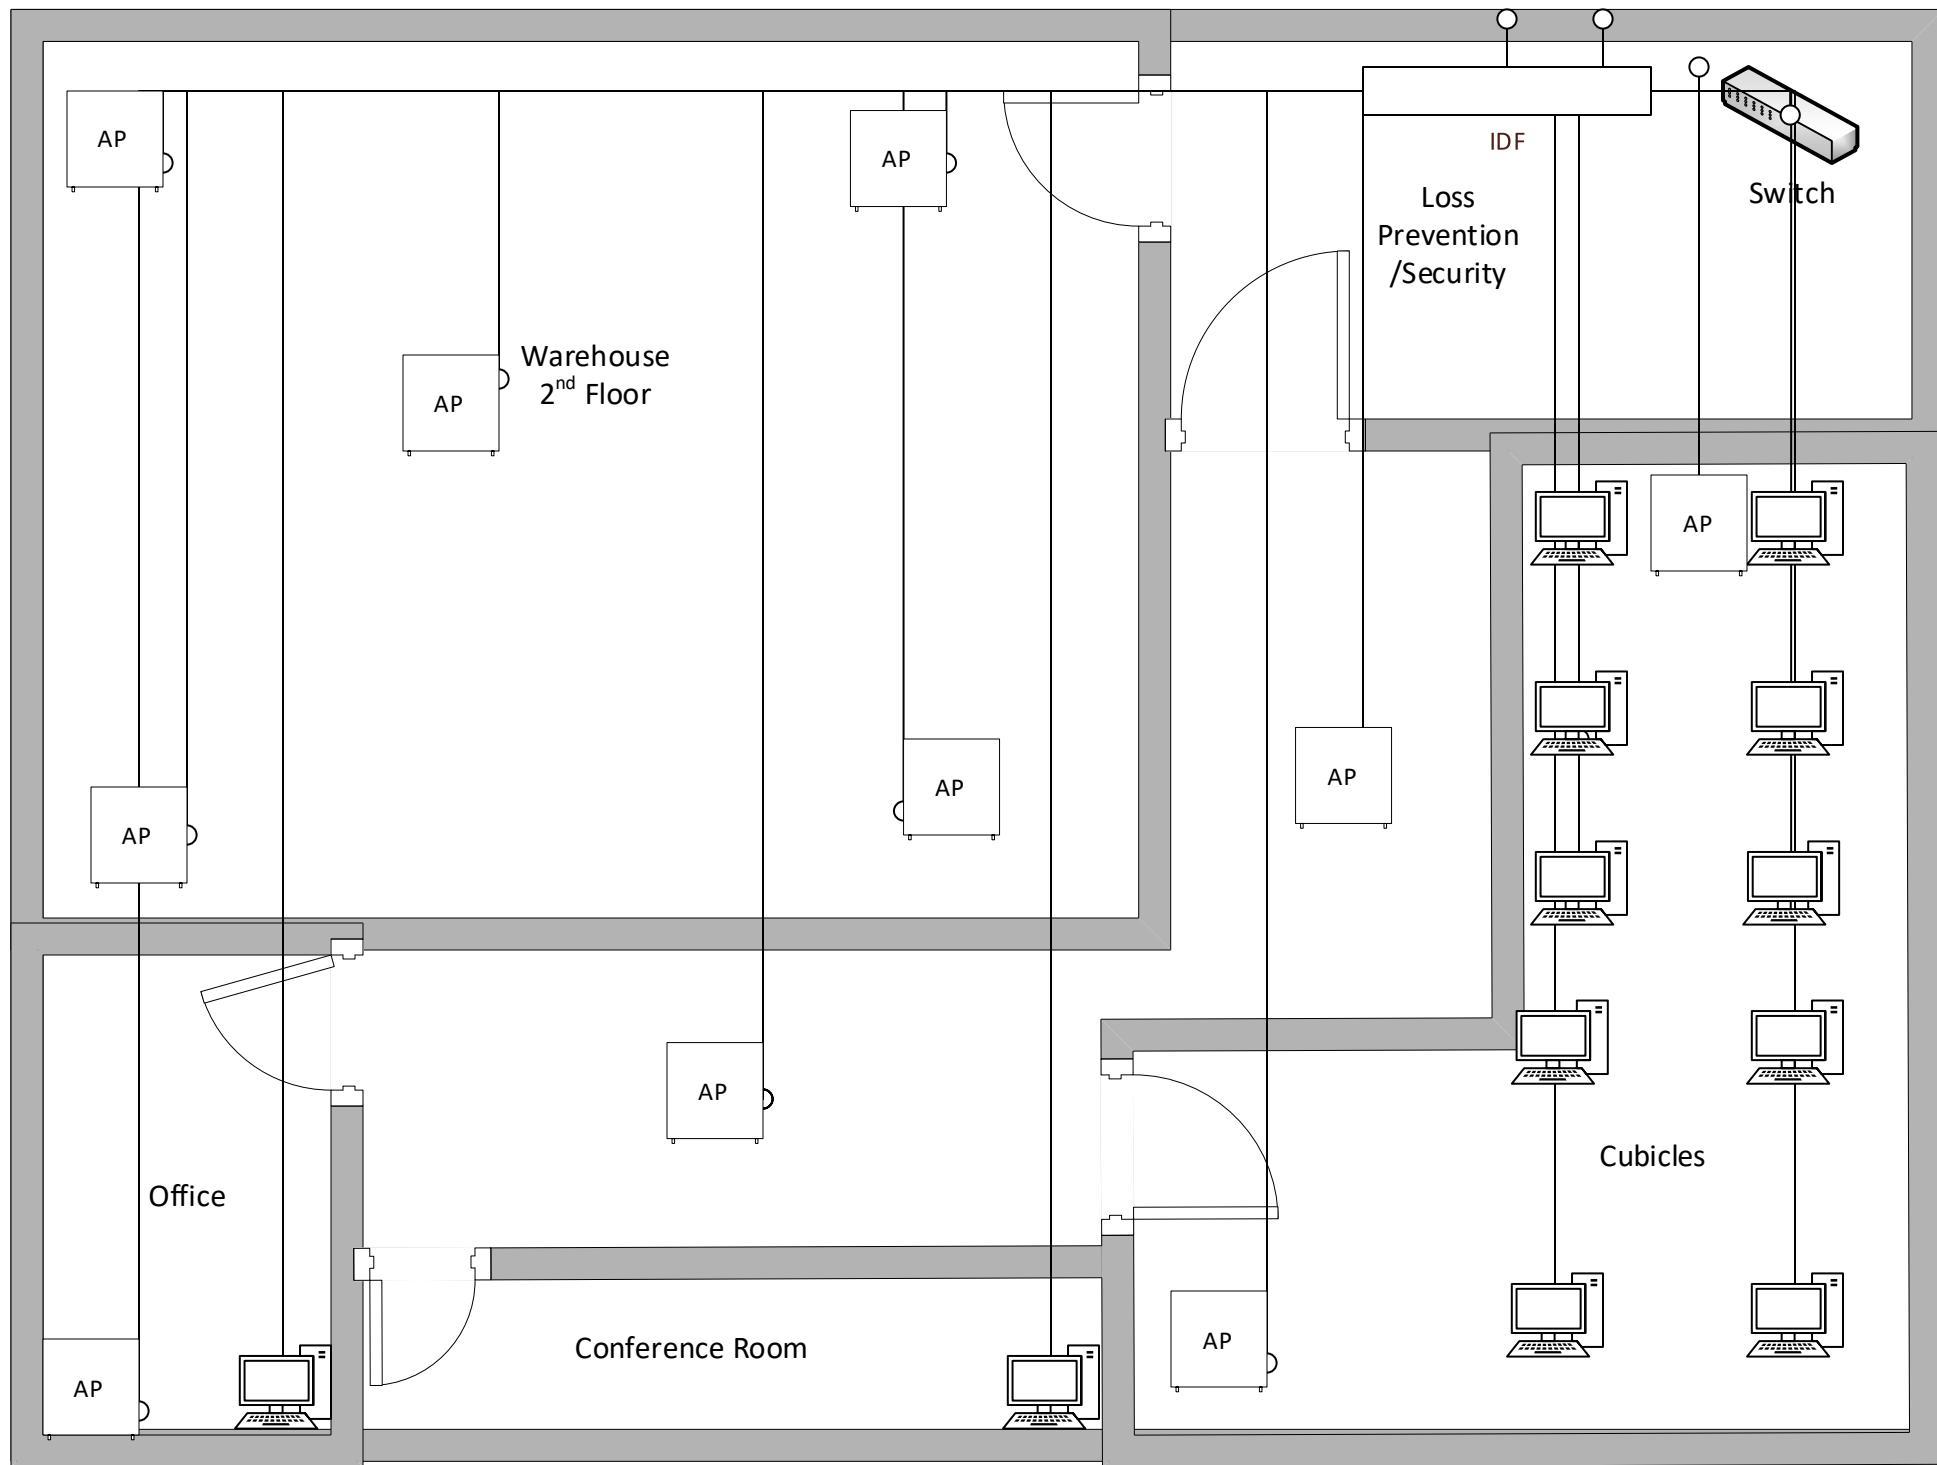 AP
AP
IDF
Switch
Loss
Prevention
/Security
Warehouse
2nd Floor
AP
AP
AP
AP
AP
AP
AP
Cubicles
Office
Conference Room
AP
AP